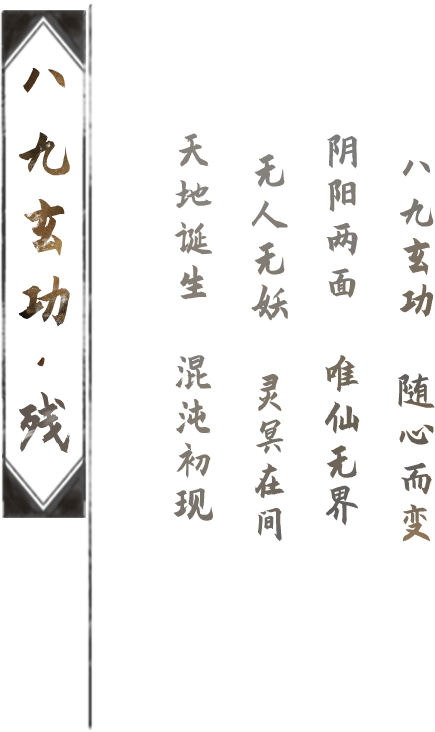 八九玄功·残
天地诞生 混沌初现
无人无妖 灵冥在间
阴阳两面 唯仙无界
八九玄功 随心而变